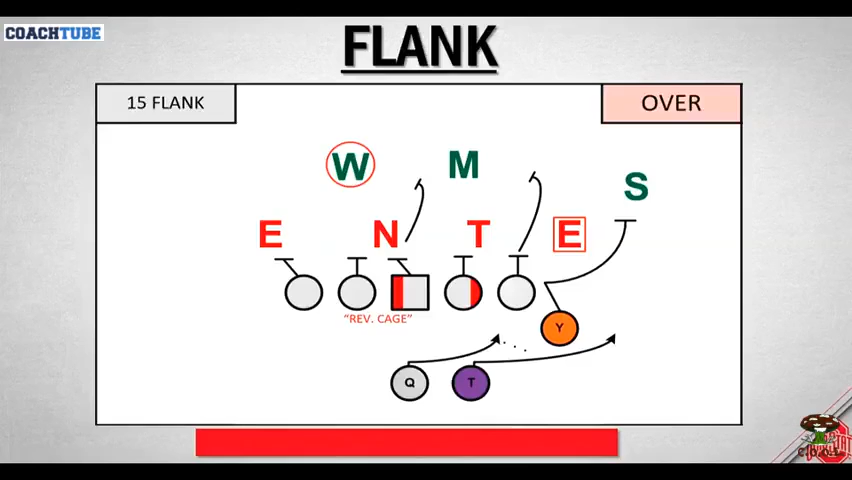 COACHTUBE
FLANK
15 FLANK
OVER
W M S
E N T E
"REV. CAGE"
Y
Q T